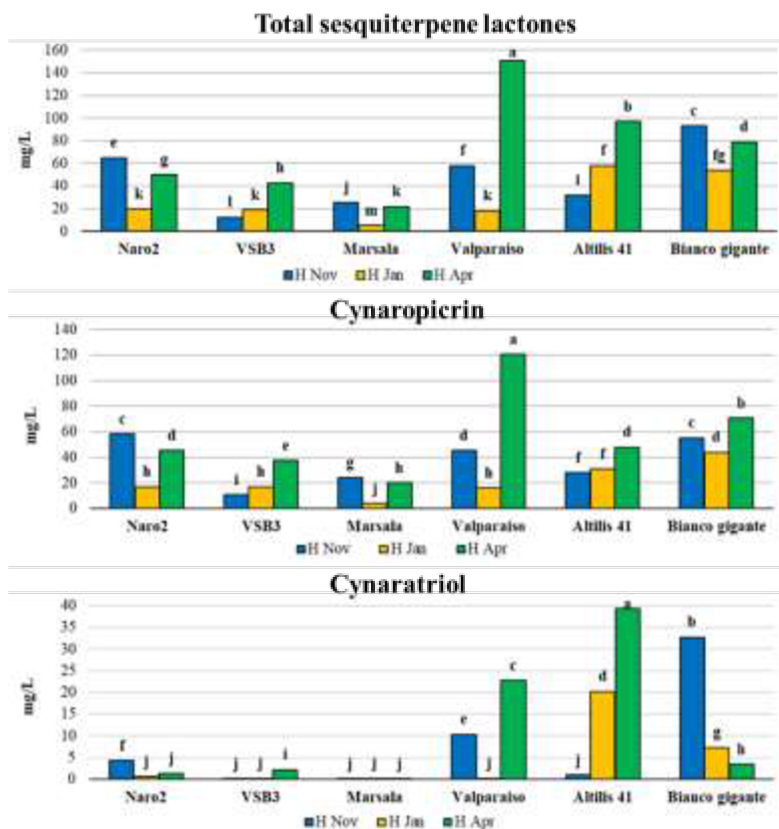 Total sesquiterpene lactones
160
140
120
100
80
60
40
20
0
mg/L
e k g
l k h
j m k
f k a
i f b
c fg d
Naro2 VSB3 Marsala Valparaiso Altilis 41 Bianco gigante
H Nov H Jan H Apr
Cynaropicrin
140
120
100
80
60
40
20
0
mg/L
c h d
i h e
g j h
d h a
f f d
c d b
Naro2 VSB3 Marsala Valparaiso Altilis 41 Bianco gigante
H Nov H Jan H Apr
Cynaratriol
40
35
30
25
20
15
10
5
0
mg/L
f j j
j j i
j j j
e j c
j d a
b g h
Naro2 VSB3 Marsala Valparaiso Altilis 41 Bianco gigante
H Nov H Jan H Apr